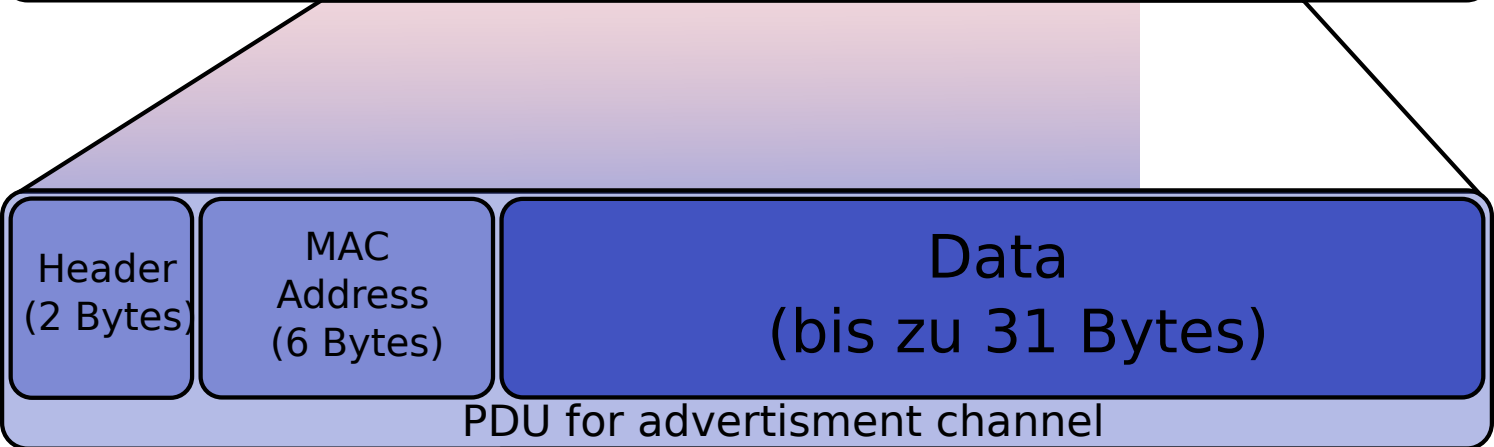 Header
(2 Bytes)
MAC
Address
(6 Bytes)
Data
(bis zu 31 Bytes)
PDU for advertisment channel